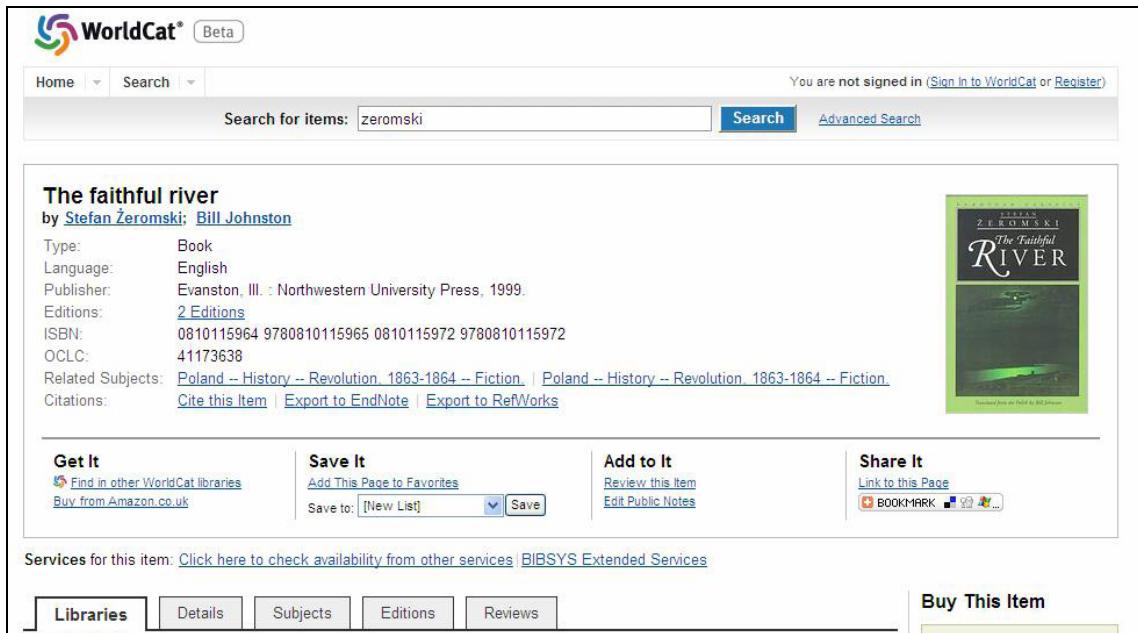 WorldCat® Beta
Home Search You are not signed in (Sign In to WorldCat or Register)
Search for items: zeromski Search Advanced Search
The faithful river
by Stefan Żeromski; Bill Johnston
Type: Book
Language: English
Publisher: Evanston, Ill. : Northwestern University Press, 1999.
Editions: 2 Editions
ISBN: 0810115964 9780810115965 0810115972 9780810115972
OCLC: 41173638
Related Subjects: Poland -- History -- Revolution, 1863-1864 -- Fiction. | Poland -- History -- Revolution, 1863-1864 -- Fiction.
Citations: Cite this Item | Export to EndNote | Export to RefWorks
STEFAN
ŻEROMSKI
The Faithful
RIVER
Translated from the Polish by Bill Johnston
Get It
Find in other WorldCat libraries
Buy from Amazon.co.uk
Save It
Add This Page to Favorites
Save to: [New List] Save
Add to It
Review this Item
Edit Public Notes
Share It
Link to this Page
BOOKMARK ...
Services for this item: Click here to check availability from other services | BIBSYS Extended Services
Libraries Details Subjects Editions Reviews
Buy This Item